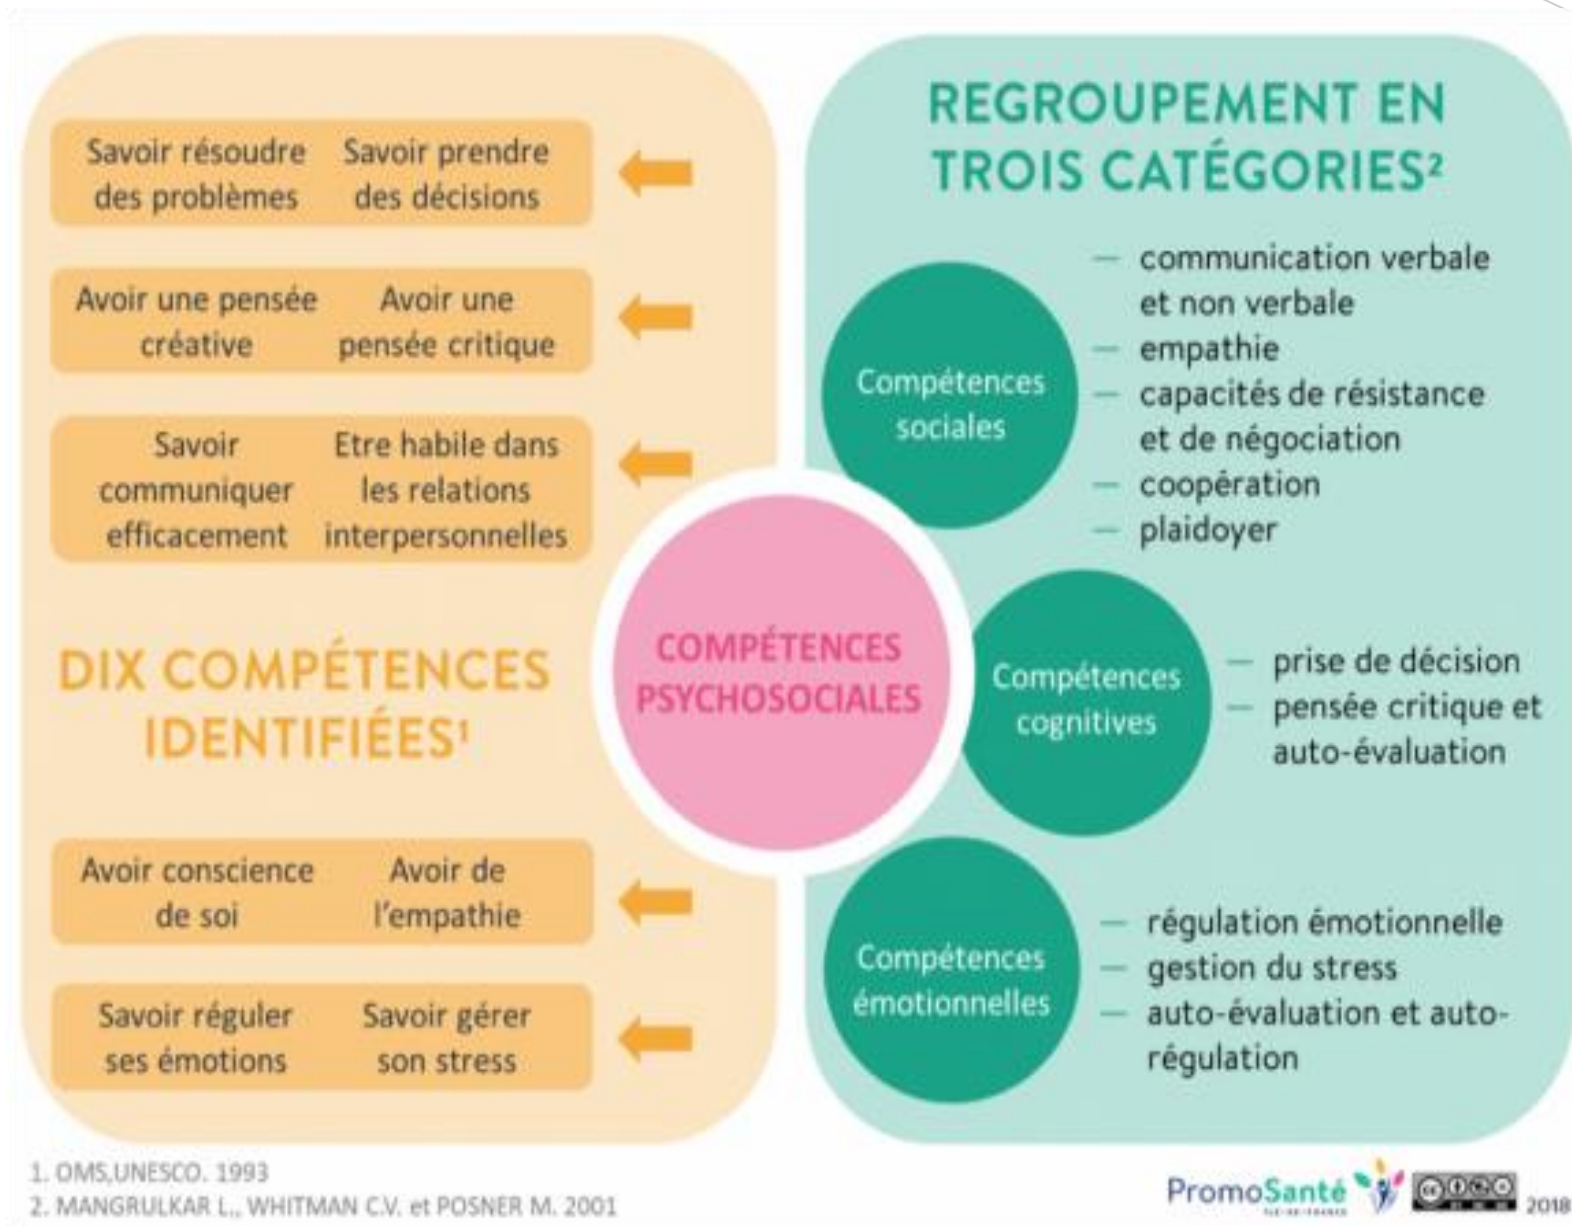 Savoir résoudre
des problèmes
Savoir prendre
des décisions
Avoir une pensée
créative
Avoir une
pensée critique
Savoir
communiquer
efficacement
Etre habile dans
les relations
interpersonnelles
DIX COMPÉTENCES
IDENTIFIÉES¹
Avoir conscience
de soi
Avoir de
l'empathie
Savoir réguler
ses émotions
Savoir gérer
son stress
COMPÉTENCES
PSYCHOSOCIALES
REGROUPEMENT EN
TROIS CATÉGORIES²
Compétences
sociales
— communication verbale
et non verbale
— empathie
— capacités de résistance
et de négociation
— coopération
— plaidoyer
Compétences
cognitives
— prise de décision
— pensée critique et
auto-évaluation
Compétences
émotionnelles
— régulation émotionnelle
— gestion du stress
— auto-évaluation et auto-
régulation
1. OMS,UNESCO. 1993
2. MANGRULKAR L., WHITMAN C.V. et POSNER M. 2001
PromoSanté
ÎLE-DE-FRANCE
2018